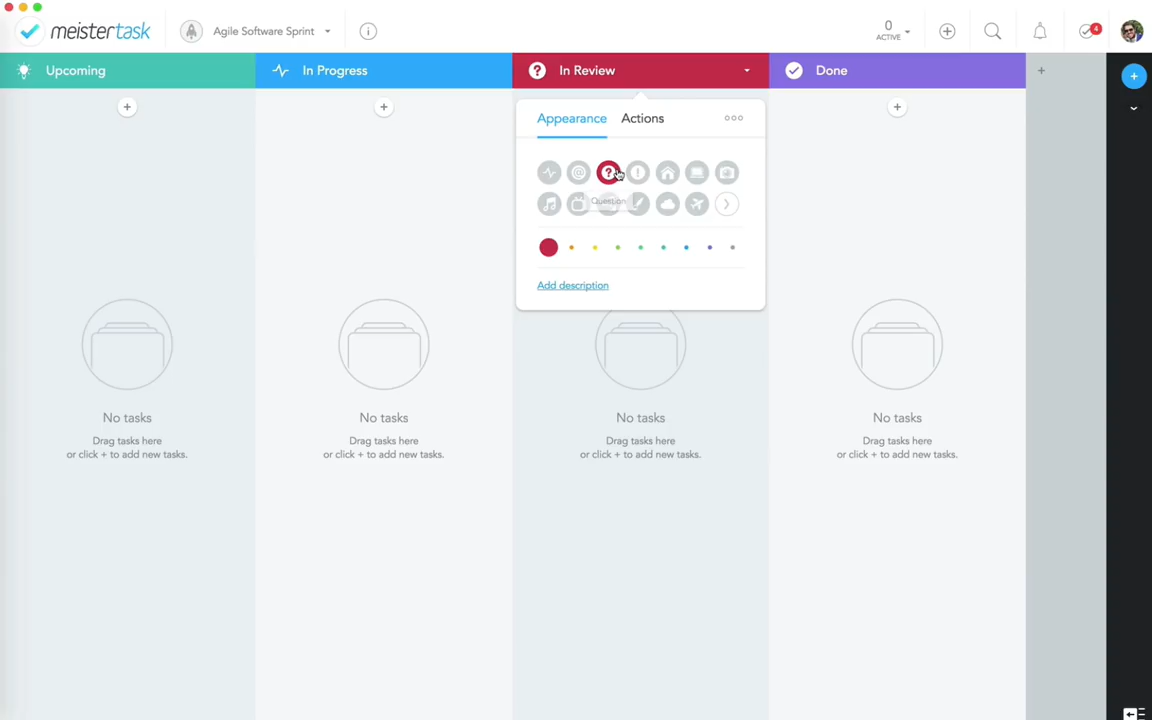 meistertask
Agile Software Sprint
0
ACTIVE
4
Upcoming
In Progress
In Review
Done
Appearance
Actions
Question
Add description
No tasks
Drag tasks here
or click + to add new tasks.
No tasks
Drag tasks here
or click + to add new tasks.
No tasks
Drag tasks here
or click + to add new tasks.
No tasks
Drag tasks here
or click + to add new tasks.